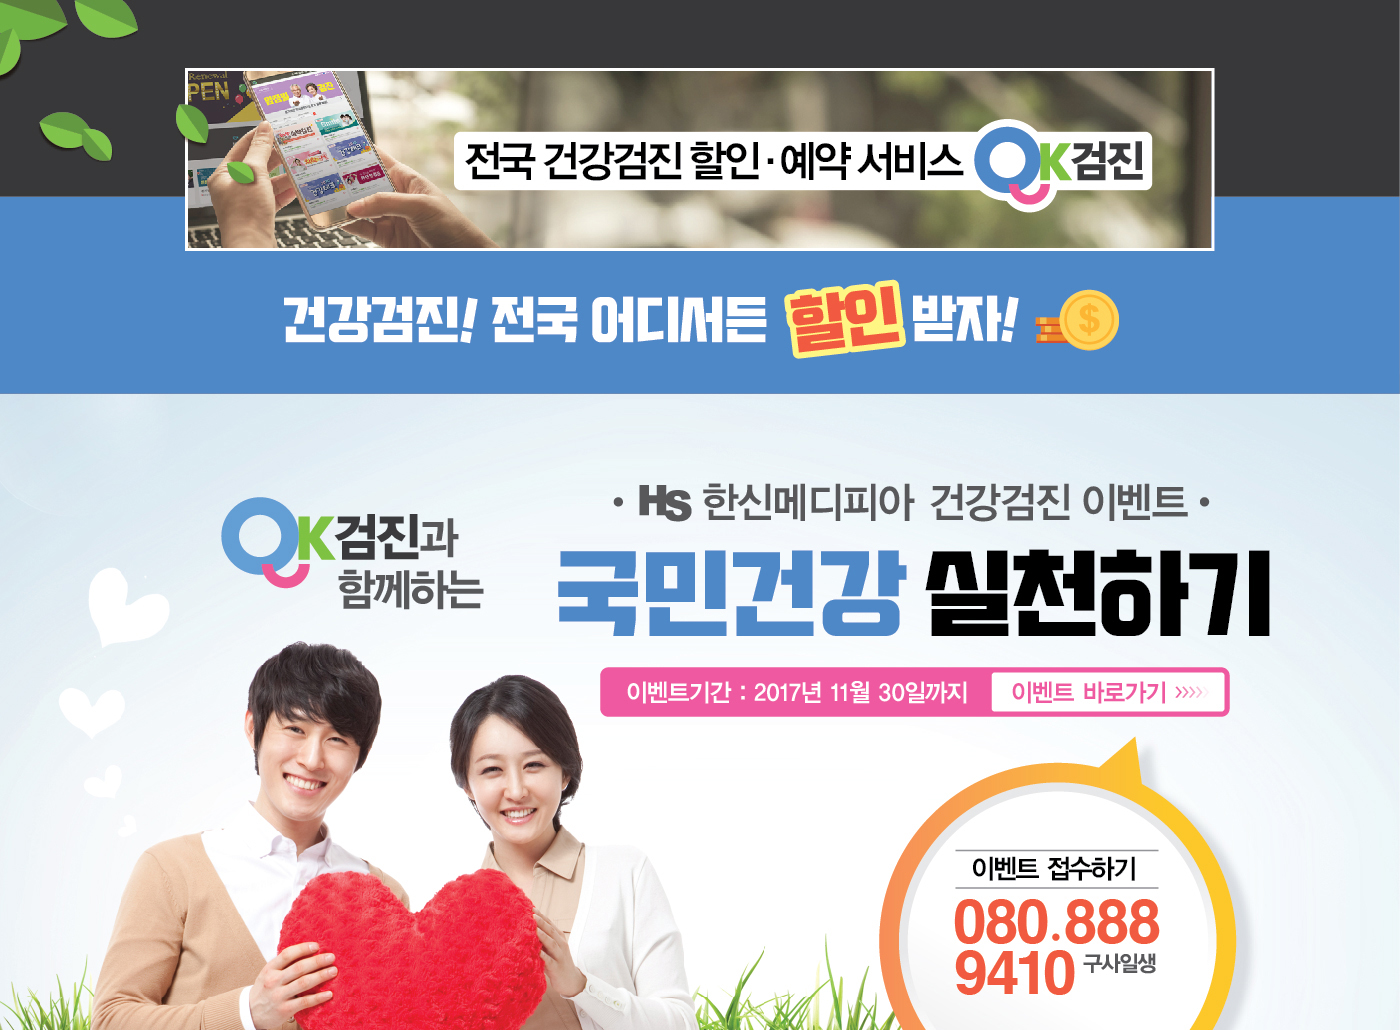 Renewal
PEN
전국 건강검진 할인·예약 서비스 OK검진
건강검진! 전국 어디서든 할인 받자!
$
OK검진과
함께하는
• HS 한신메디피아 건강검진 이벤트 •
국민건강 실천하기
이벤트기간 : 2017년 11월 30일까지
이벤트 바로가기 >>>>>
이벤트 접수하기
080.888
9410 구사일생